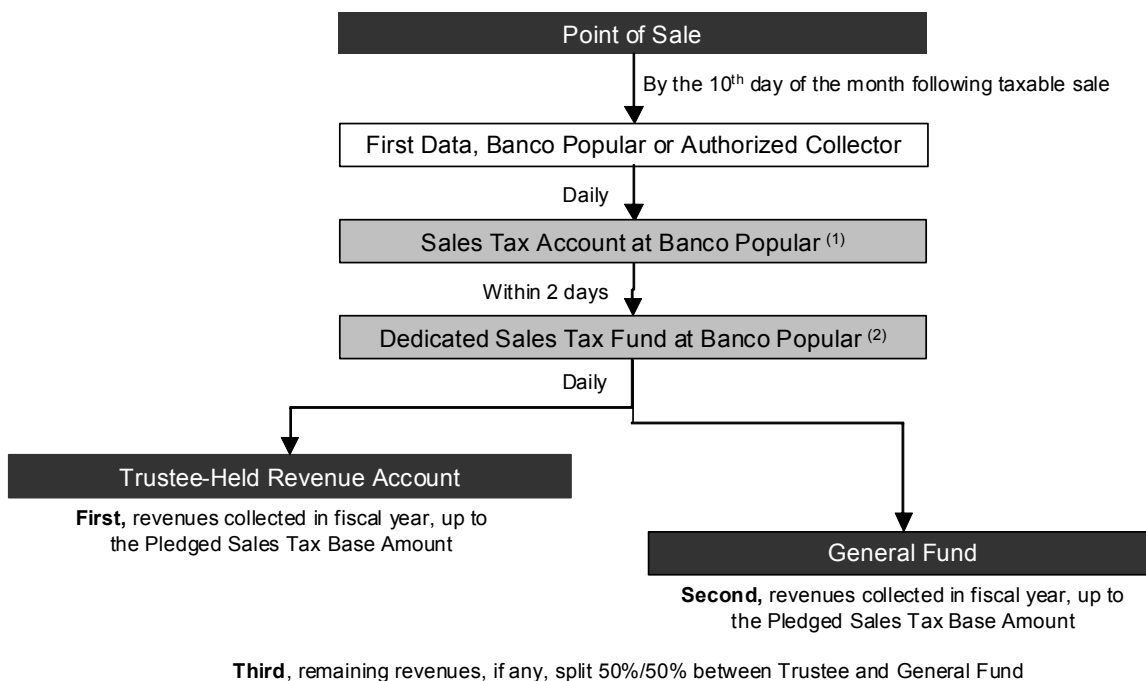 Point of Sale
By the 10th day of the month following taxable sale
First Data, Banco Popular or Authorized Collector
Daily
Sales Tax Account at Banco Popular (1)
Within 2 days
Dedicated Sales Tax Fund at Banco Popular (2)
Daily
Trustee-Held Revenue Account
First, revenues collected in fiscal year, up to
the Pledged Sales Tax Base Amount
General Fund
Second, revenues collected in fiscal year, up to
the Pledged Sales Tax Base Amount
Third, remaining revenues, if any, split 50%/50% between Trustee and General Fund